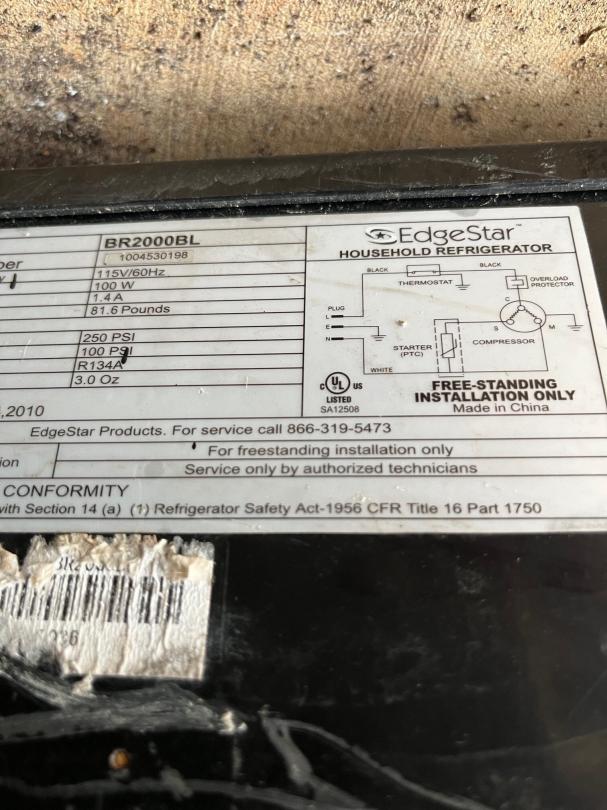 BR2000BL
ber
1004530198
115V/60Hz
100 W
1.4 A
81.6 Pounds
250 PSI
100 PSI
R134A
3.0 Oz
,2010
EdgeStar™
HOUSEHOLD REFRIGERATOR
BLACK
BLACK
THERMOSTAT
OVERLOAD
PROTECTOR
PLUG
L
E
N
C
S
M
COMPRESSOR
STARTER
(PTC)
WHITE
C UL US
LISTED
SA12508
FREE-STANDING
INSTALLATION ONLY
Made in China
EdgeStar Products. For service call 866-319-5473
For freestanding installation only
ion
Service only by authorized technicians
CONFORMITY
with Section 14 (a) (1) Refrigerator Safety Act-1956 CFR Title 16 Part 1750